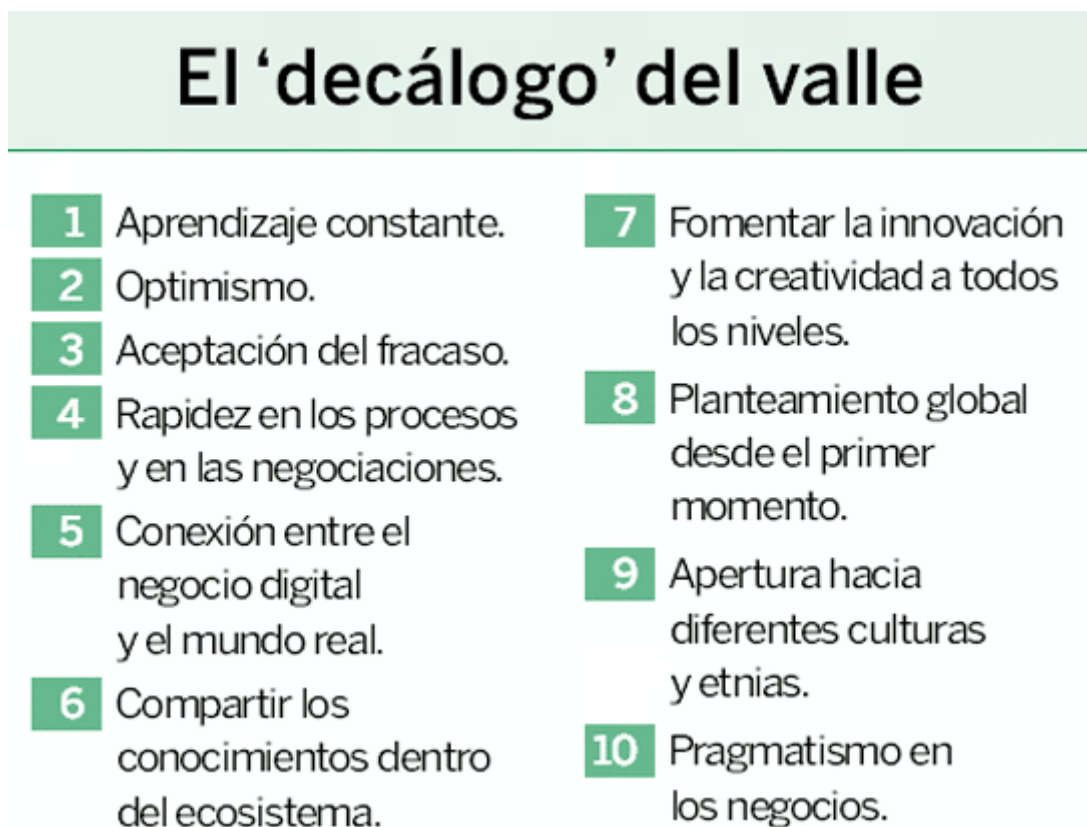 El ‘decálogo’ del valle
1 Aprendizaje constante.
2 Optimismo.
3 Aceptación del fracaso.
4 Rapidez en los procesos
y en las negociaciones.
5 Conexión entre el
negocio digital
y el mundo real.
6 Compartir los
conocimientos dentro
del ecosistema.
7 Fomentar la innovación
y la creatividad a todos
los niveles.
8 Planteamiento global
desde el primer
momento.
9 Apertura hacia
diferentes culturas
y etnias.
10 Pragmatismo en
los negocios.